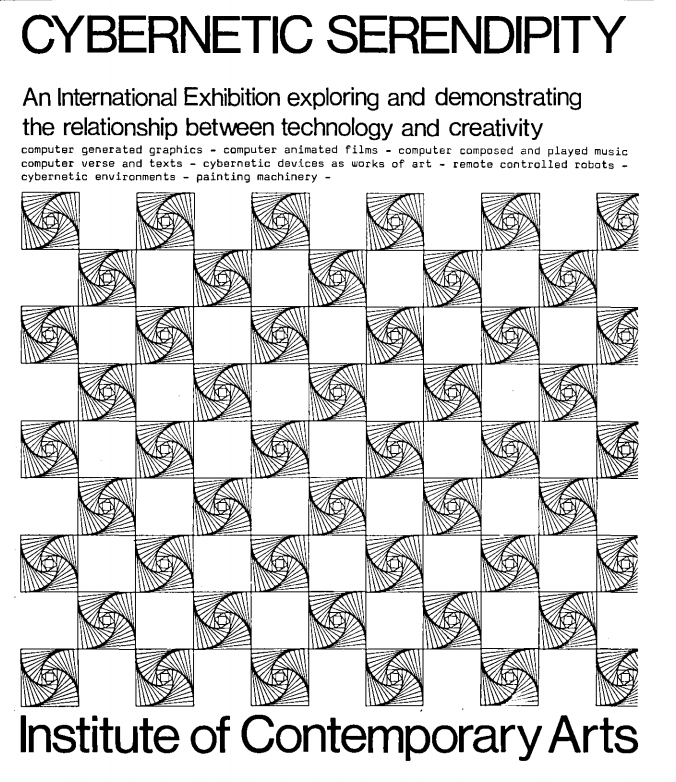 CYBERNETIC SERENDIPITY
An International Exhibition exploring and demonstrating
the relationship between technology and creativity
computer generated graphics - computer animated films - computer composed and played music
computer verse and texts - cybernetic devices as works of art - remote controlled robots -
cybernetic environments - painting machinery -
Institute of Contemporary Arts